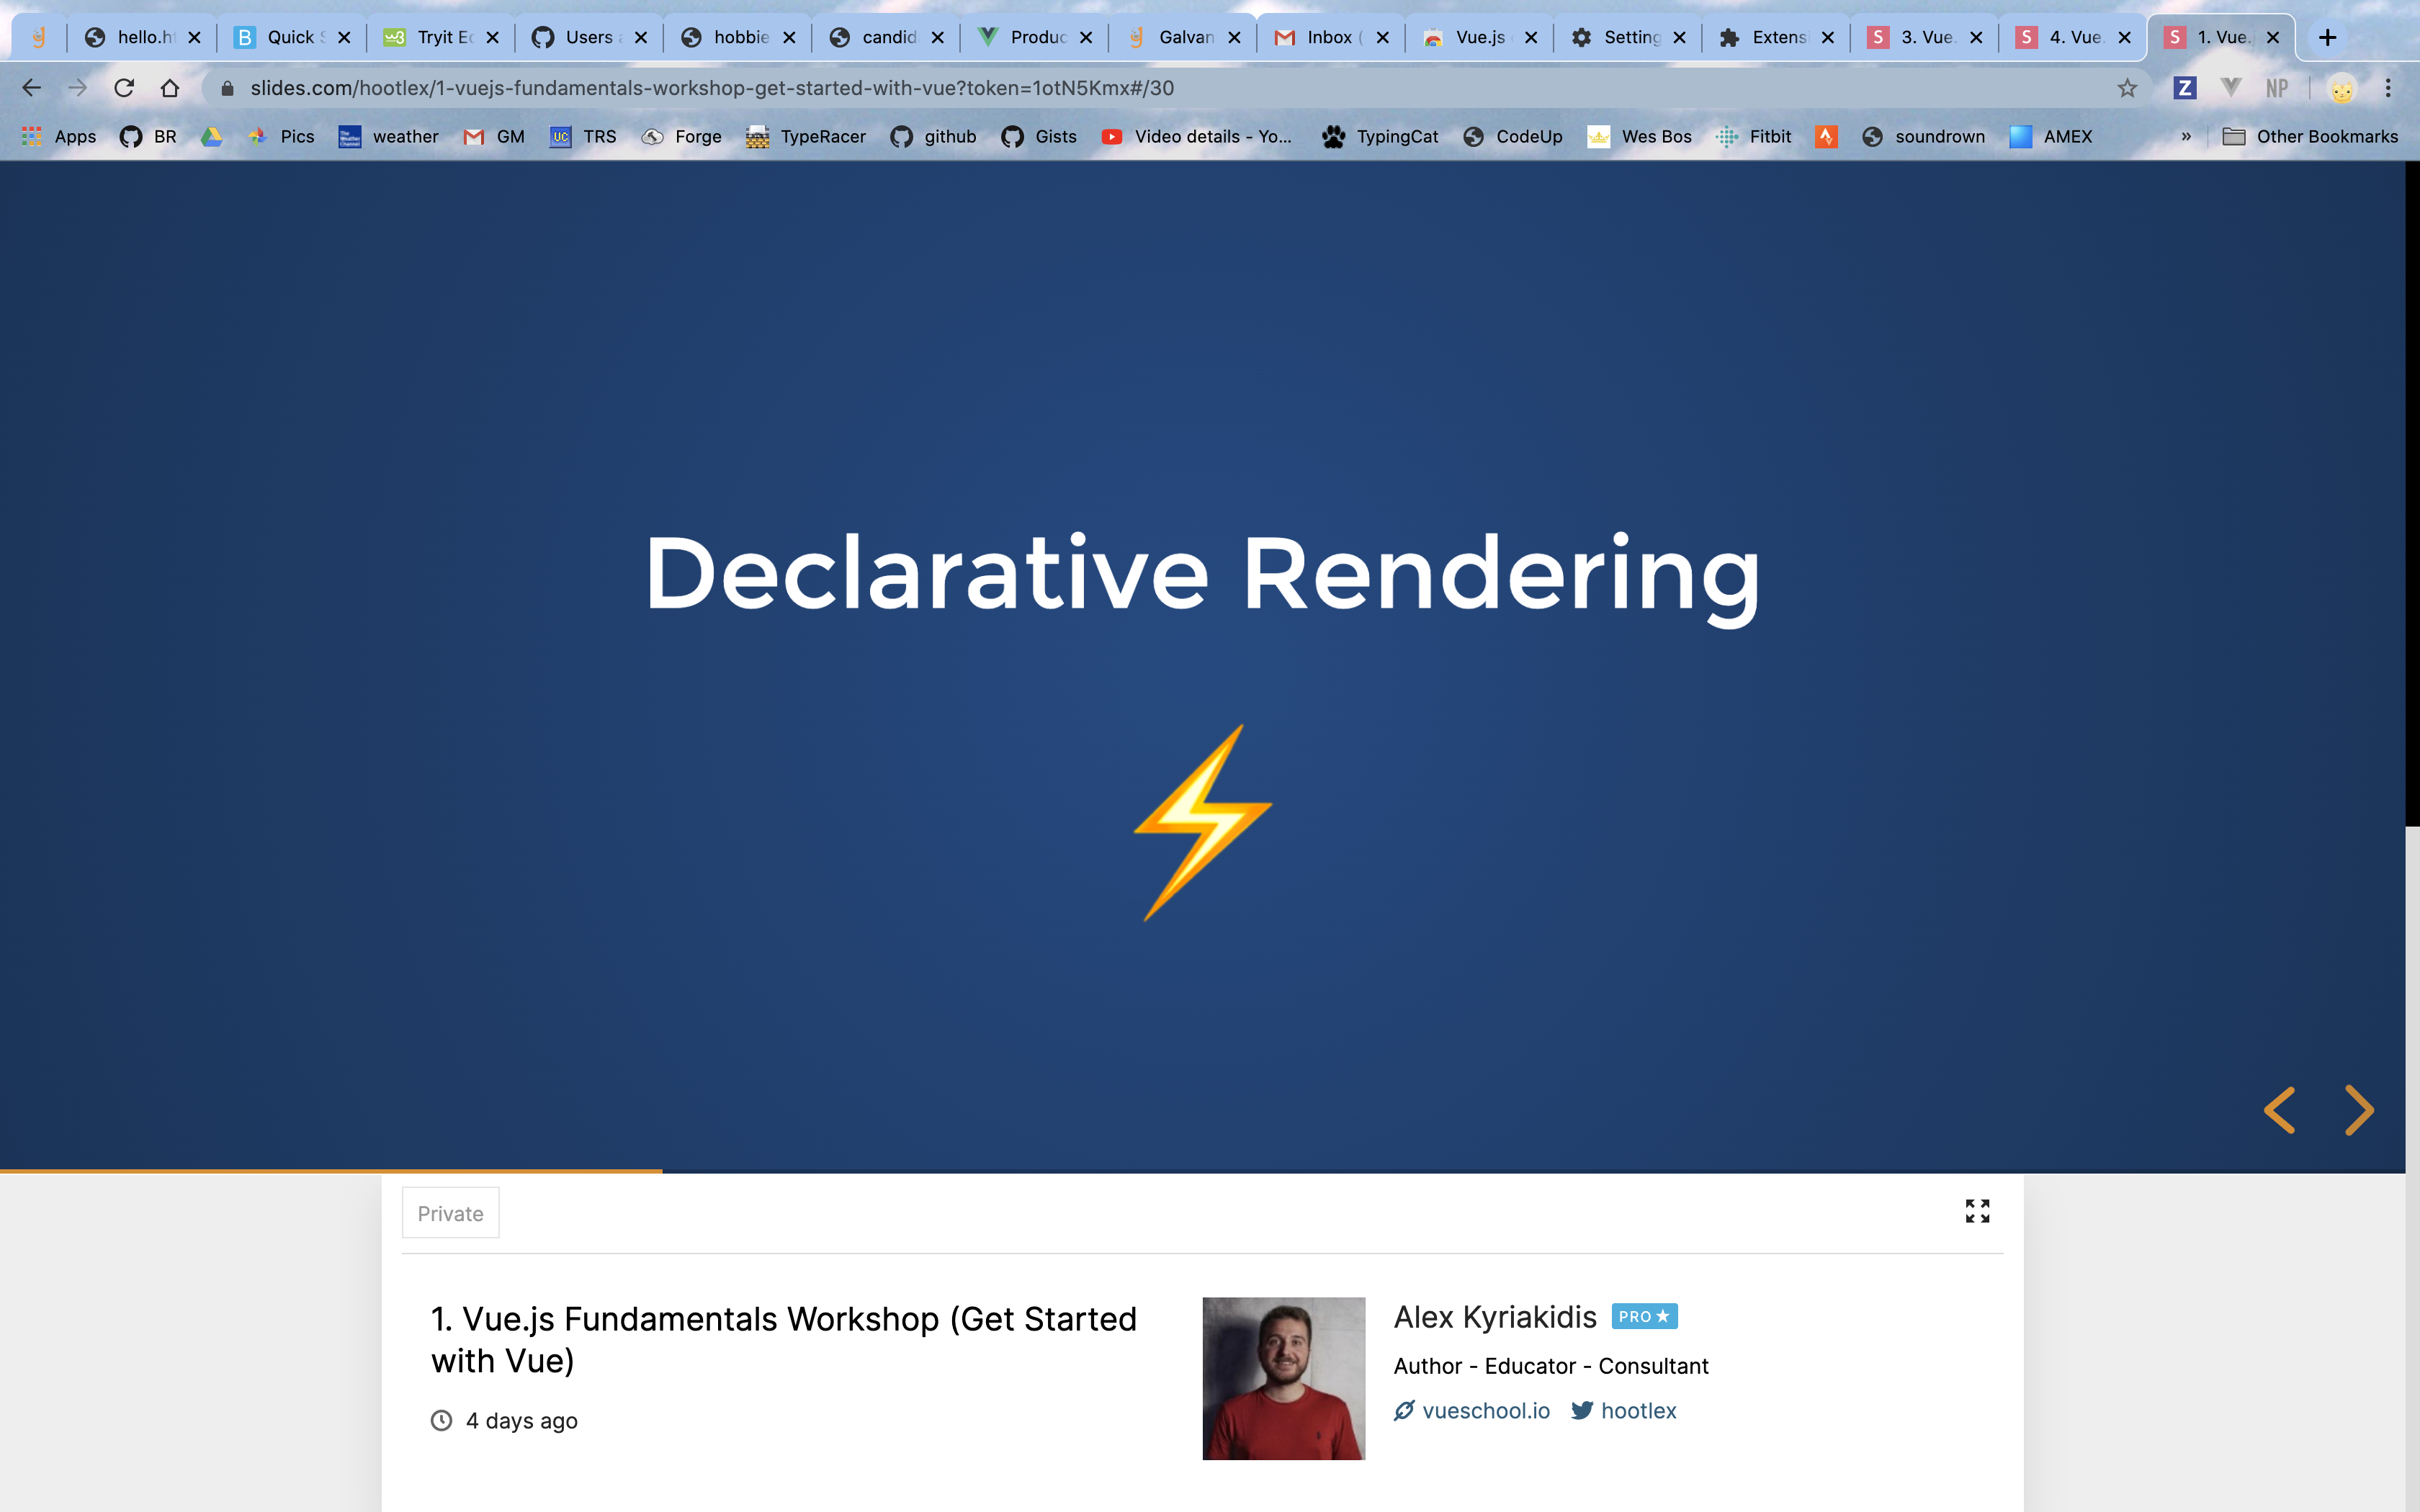 hello.h
Quick S
Tryit Ec
Users a
hobbie
candid
Produc
Galvan
Inbox (
Vue.js
Setting
Extensi
S 3. Vue.
S 4. Vue.
S 1. Vue.
slides.com/hootlex/1-vuejs-fundamentals-workshop-get-started-with-vue?token=1otN5Kmx#/30
Z NP
Apps BR Pics weather GM UC TRS Forge TypeRacer github Gists Video details - Yo... TypingCat CodeUp Wes Bos Fitbit soundrown AMEX » Other Bookmarks
Declarative Rendering
Private
1. Vue.js Fundamentals Workshop (Get Started
with Vue)
4 days ago
Alex Kyriakidis PRO
Author - Educator - Consultant
vueschool.io hootlex